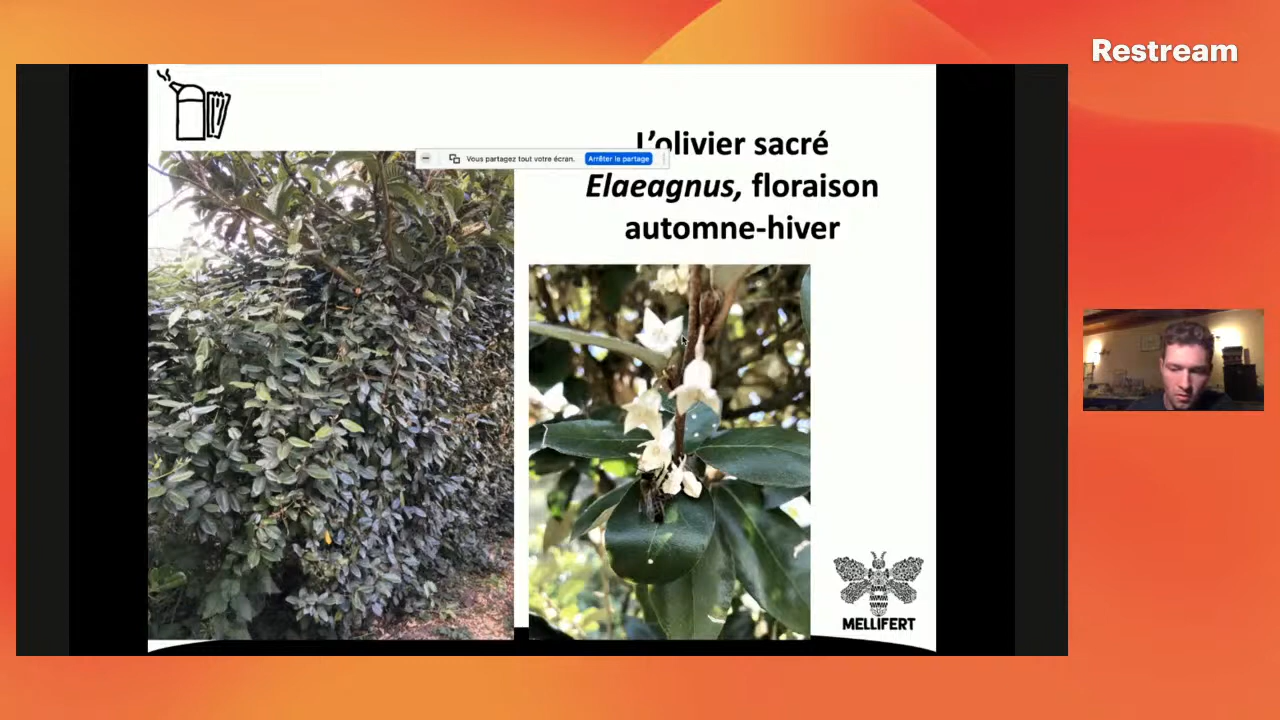 Restream
L'olivier sacré
Vous partagez tout votre écran. Arrêter le partage
Elaeagnus, floraison
automne-hiver
MELLIFERT